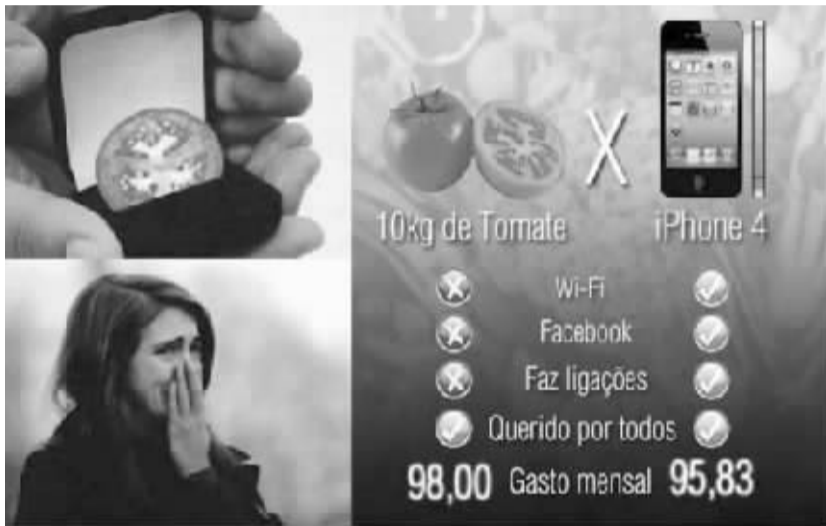 X
10kg de Tomate iPhone 4
Wi-Fi
Facebook
Faz ligações
Querido por todos
98,00 Gasto mensal 95,83